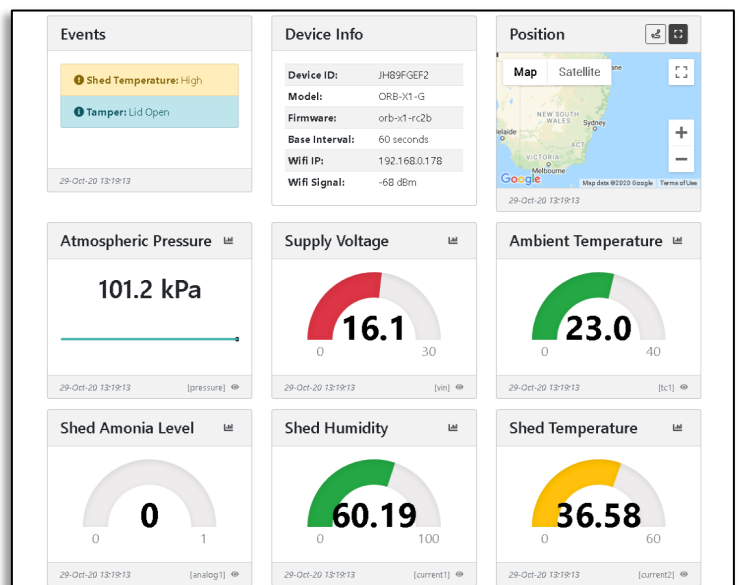 Events
Shed Temperature: High
Tamper: Lid Open
29-Oct-20 13:19:13
Device Info
Device ID: JH89FGEF2
Model: ORB-X1-G
Firmware: orb-x1-rc2b
Base Interval: 60 seconds
Wifi IP: 192.168.0.178
Wifi Signal: -68 dBm
Position
Map Satellite
ane
NEW SOUTH
WALES
Sydney
elaide
ACT
VICTORIA
Melbourne
Google
Map data ©2020 Google Terms of Use
29-Oct-20 13:19:13
Atmospheric Pressure
101.2 kPa
29-Oct-20 13:19:13 [pressure]
Supply Voltage
16.1
0 30
29-Oct-20 13:19:13 [vin]
Ambient Temperature
23.0
0 40
29-Oct-20 13:19:13 [tc1]
Shed Amonia Level
0
0 1
29-Oct-20 13:19:13 [analog1]
Shed Humidity
60.19
0 100
29-Oct-20 13:19:13 [current1]
Shed Temperature
36.58
0 60
29-Oct-20 13:19:13 [current2]